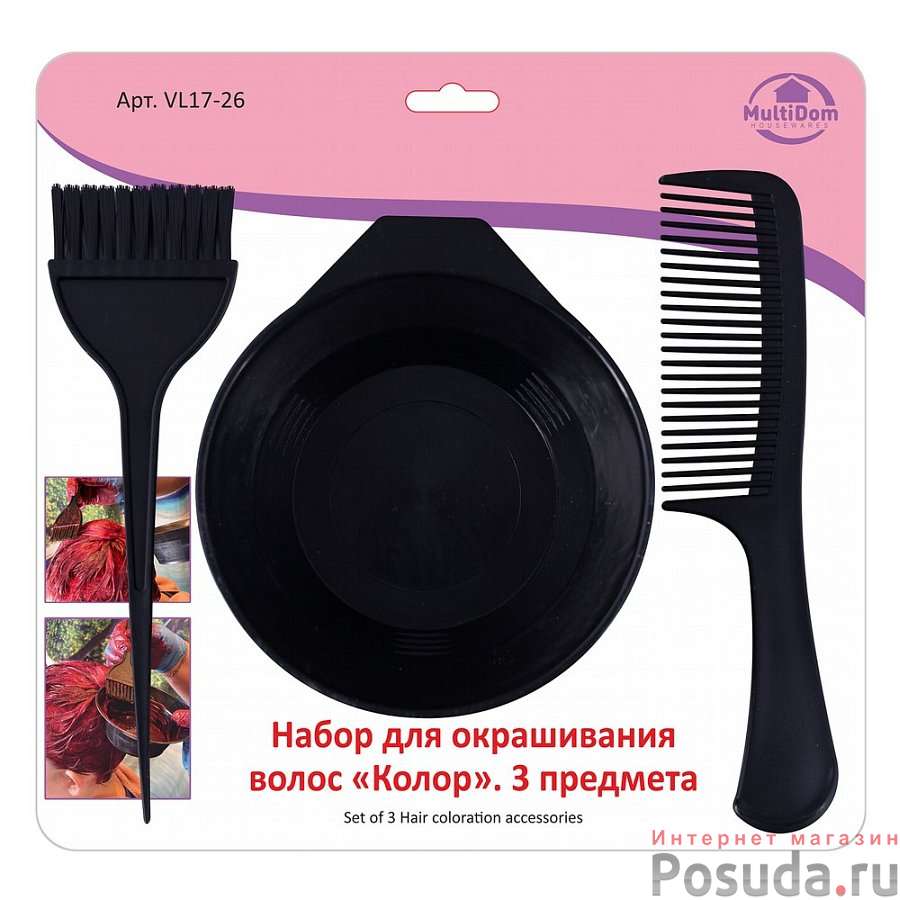 Арт. VL17-26
MultiDom
HOUSEWARES
Набор для окрашивания
волос «Колор». 3 предмета
Set of 3 Hair coloration accessories
Интернет магазин
Posuda.ru